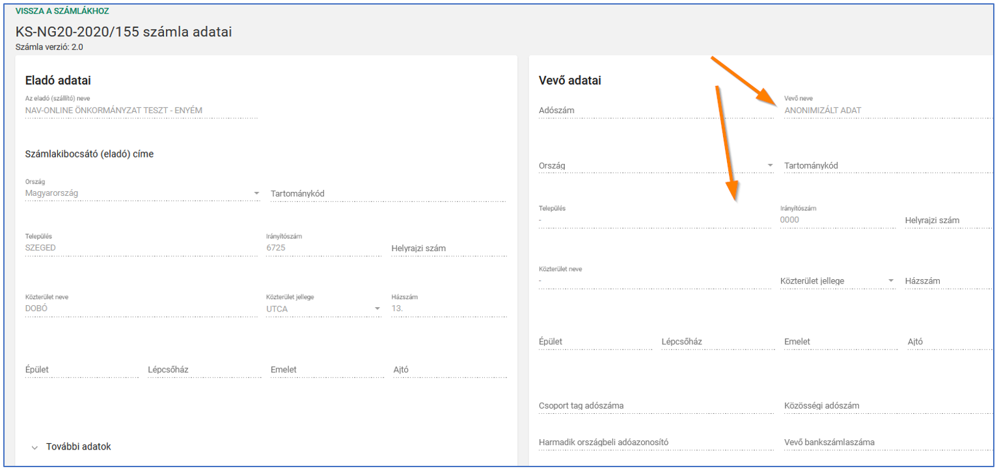 VISSZA A SZÁMLÁKHOZ
KS-NG20-2020/155 számla adatai
Számla verzió: 2.0
Eladó adatai
Az eladó (szállító) neve
NAV-ONLINE ÖNKORMÁNYZAT TESZT - ENYÉM
Számlakibocsátó (eladó) címe
Ország
Magyarország
Tartománykód
Település
SZEGED
Irányítószám
6725
Helyrajzi szám
Közterület neve
DOBÓ
Közterület jellege
UTCA
Házszám
13.
Épület
Lépcsőház
Emelet
Ajtó
További adatok
Vevő adatai
Adószám
Vevő neve
ANONIMIZÁLT ADAT
Ország
Tartománykód
Település
-
Irányítószám
0000
Helyrajzi szám
Közterület neve
-
Közterület jellege
Házszám
Épület
Lépcsőház
Emelet
Ajtó
Csoport tag adószáma
Közösségi adószám
Harmadik országbeli adóazonosító
Vevő bankszámlaszáma